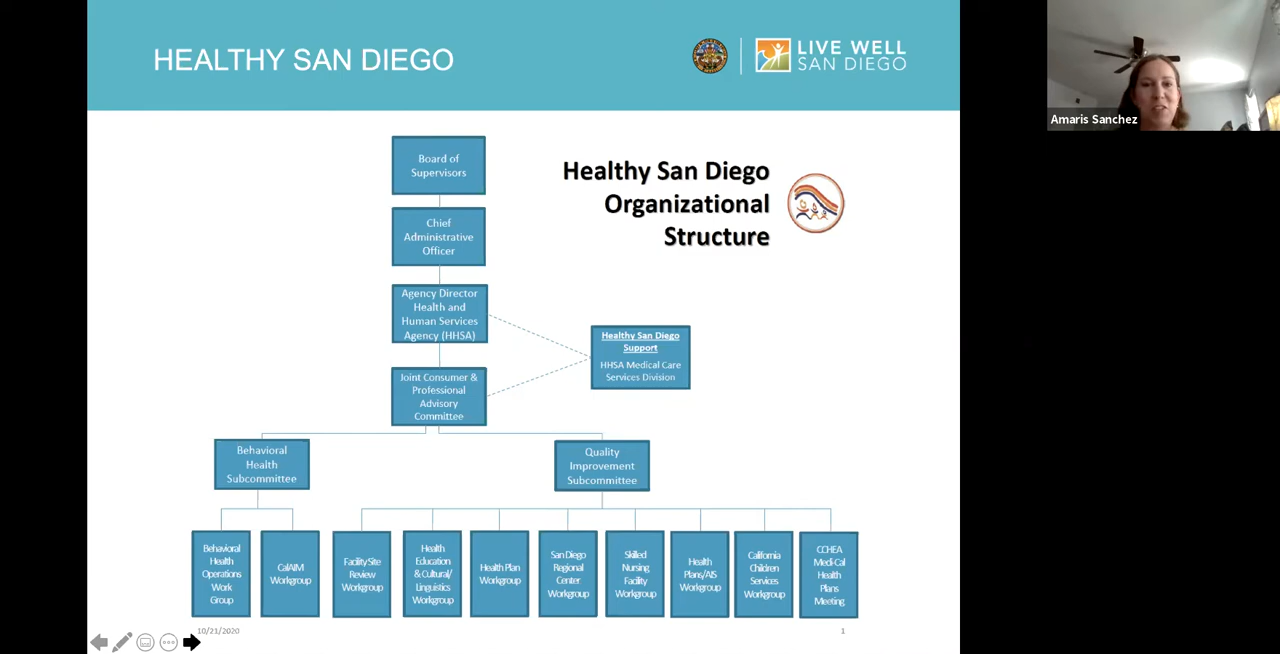 HEALTHY SAN DIEGO
LIVE WELL
SAN DIEGO
Amaris Sanchez
Healthy San Diego
Organizational
Structure
Board of
Supervisors
Chief
Administrative
Officer
Agency Director
Health and
Human Services
Agency (HHSA)
Healthy San Diego
Support
HHSA Medical Care
Services Division
Joint Consumer &
Professional
Advisory
Committee
Behavioral
Health
Subcommittee
Quality
Improvement
Subcommittee
Behavioral
Health
Operations
Work
Group
CalAIM
Workgroup
Facility Site
Review
Workgroup
Health
Education
& Cultural/
Linguistics
Workgroup
Health Plan
Workgroup
San Diego
Regional
Center
Workgroup
Skilled
Nursing
Facility
Workgroup
Health
Plans/AIS
Workgroup
California
Children
Services
Workgroup
CCHEA
Medi-Cal
Health
Plans
Meeting
10/21/2020
1